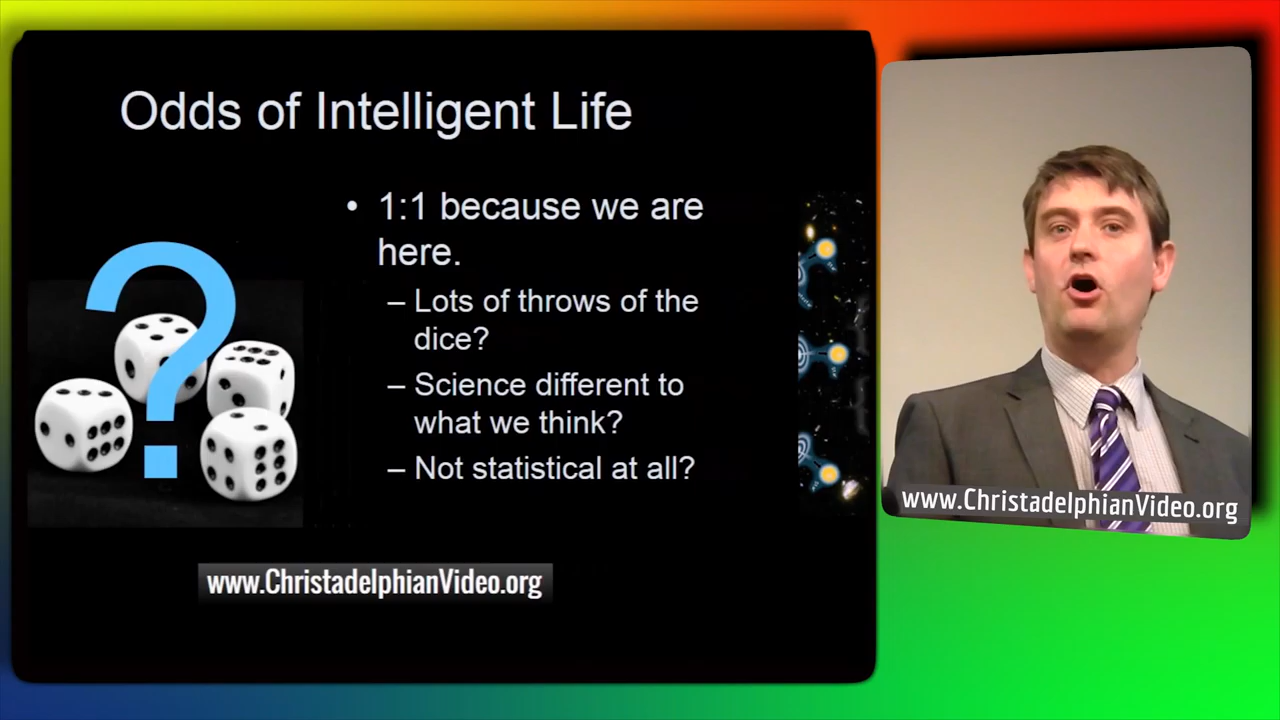 Odds of Intelligent Life
• 1:1 because we are
here.
– Lots of throws of the
dice?
– Science different to
what we think?
– Not statistical at all?
www.ChristadelphianVideo.org
www.ChristadelphianVideo.org